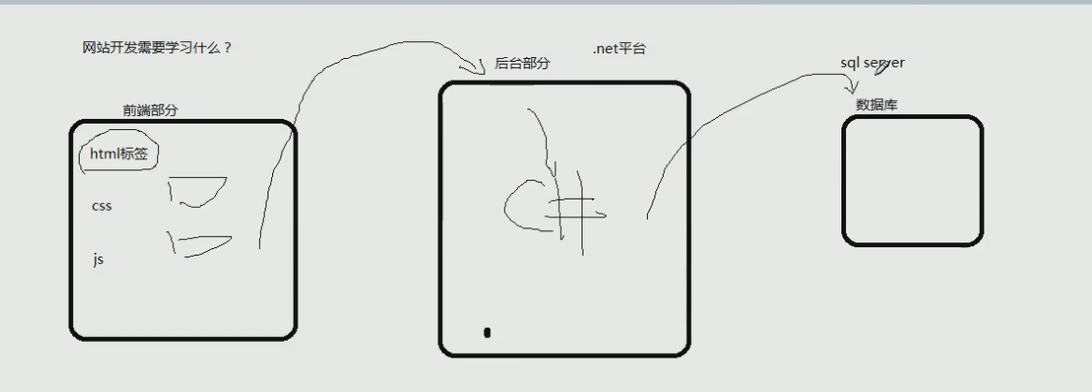 网站开发需要学习什么？
前端部分
html标签
css
js
后台部分
.net平台
C#
sql server
数据库